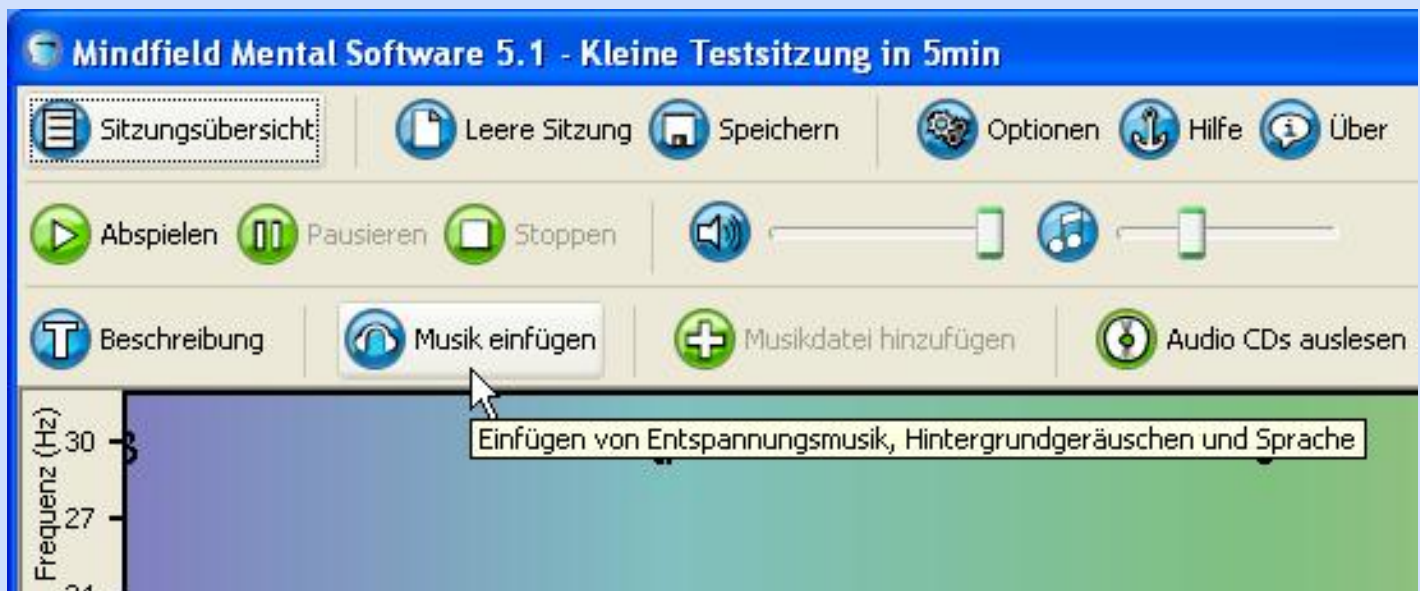 Mindfield Mental Software 5.1 - Kleine Testsitzung in 5min
Sitzungsübersicht Leere Sitzung Speichern Optionen Hilfe Über
Abspielen Pausieren Stoppen
Beschreibung Musik einfügen Musikdatei hinzufügen Audio CDs auslesen
Einfügen von Entspannungsmusik, Hintergrundgeräuschen und Sprache
Frequenz (Hz)
30
27